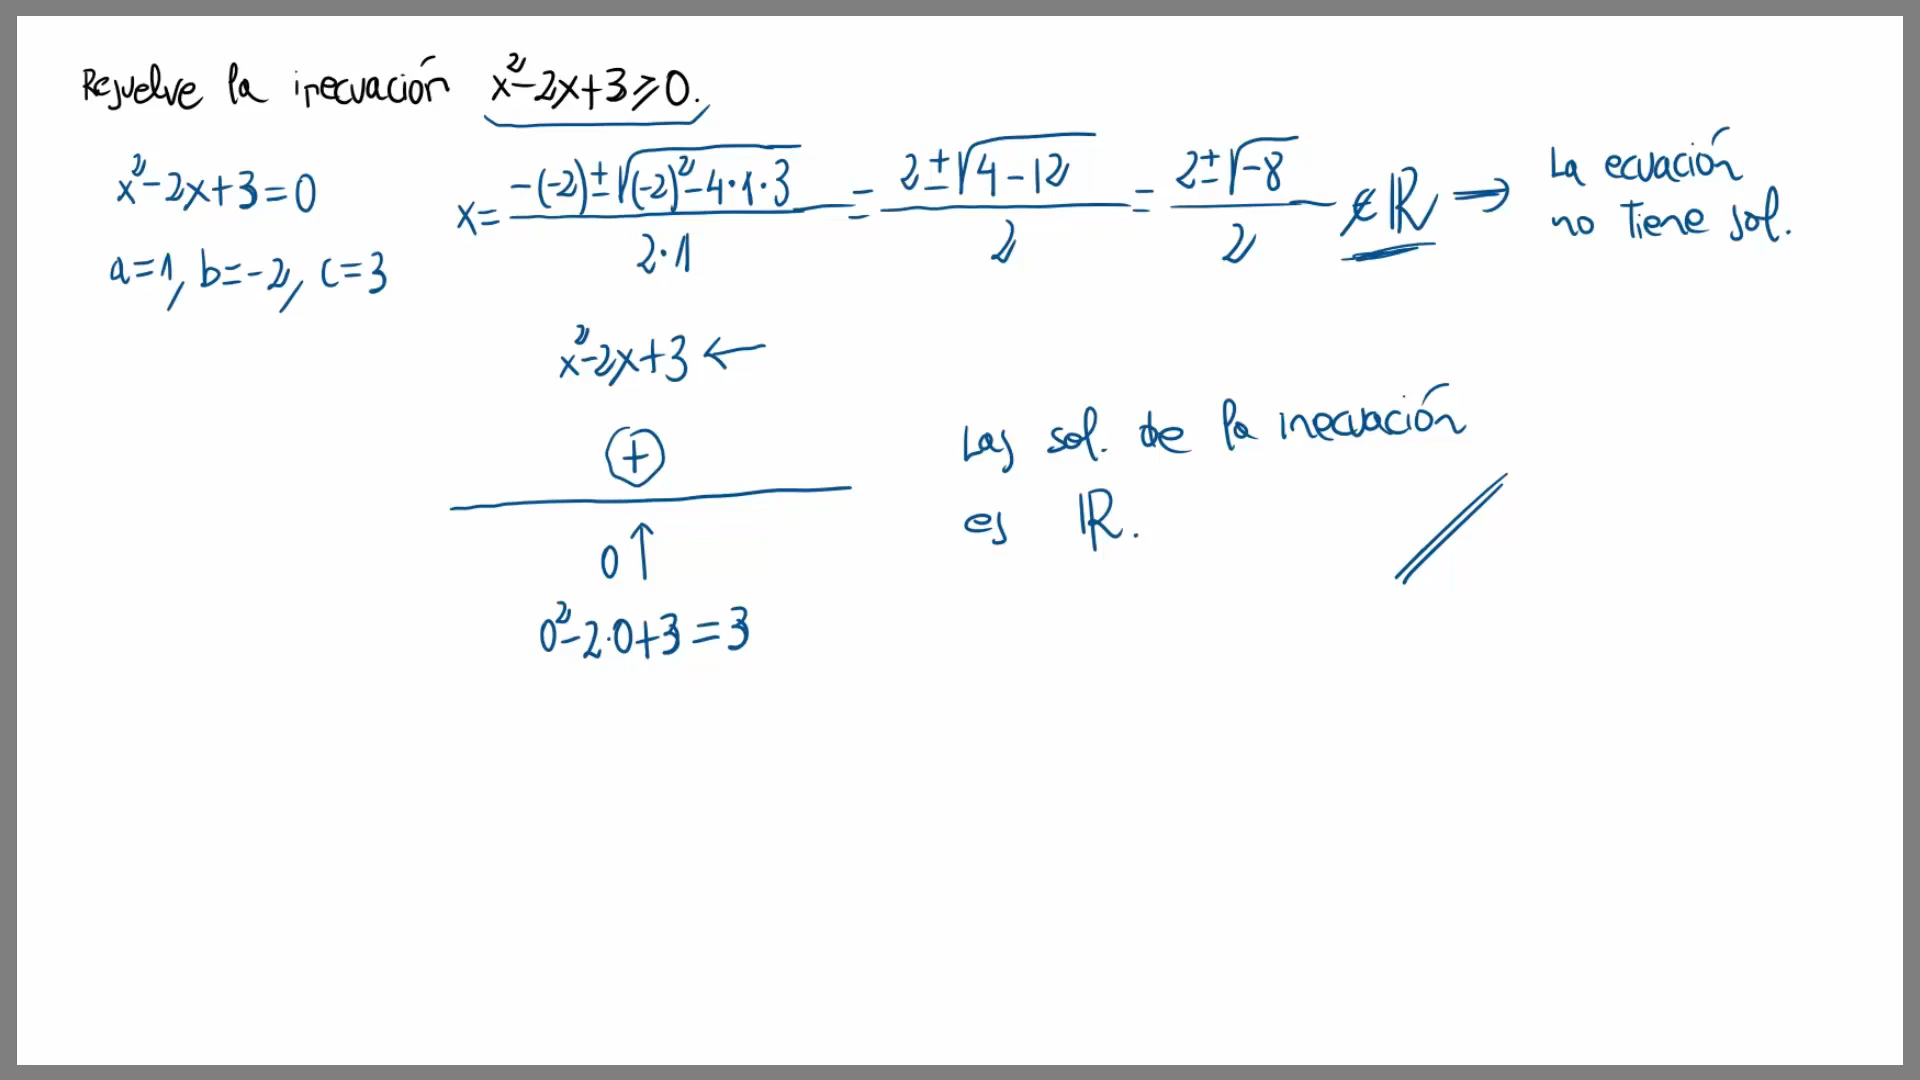 Resuelve la inecuación x²-2x+3≥0.
x²-2x+3=0
a=1, b=-2, c=3
x= -(-2)±√((-2)²-4·1·3) / 2·1 = 2±√(4-12) / 2 = 2±√-8 / 2 ∉ℝ ⟹ La ecuación
no tiene sol.
x²-2x+3 ←
+
0↑
0²-2·0+3=3
Las sol. de la inecuación
es ℝ.